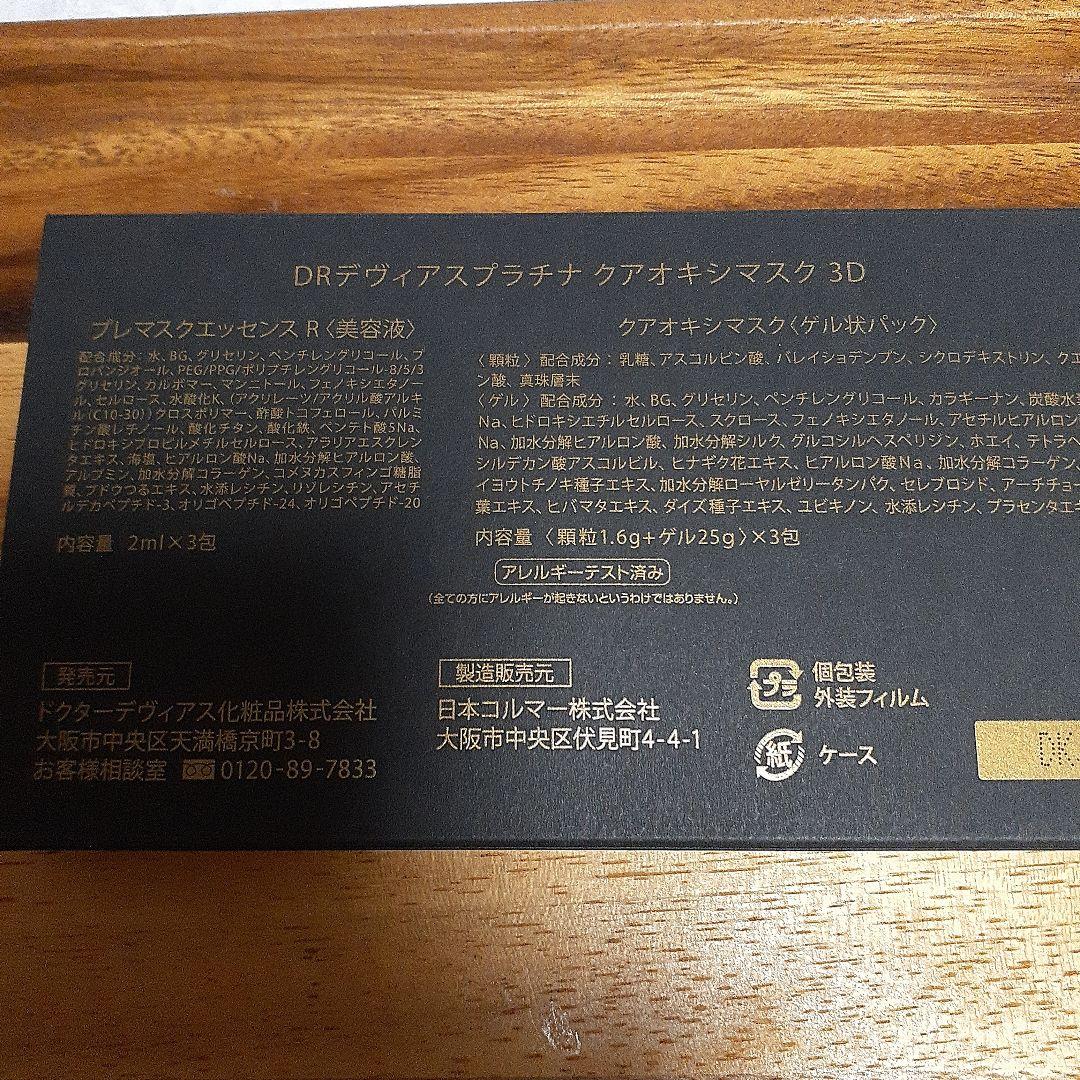 DRデヴィアスプラチナ クアオキシマスク 3D
プレマスクエッセンス R〈美容液〉
配合成分：水、BG、グリセリン、ペンチレングリコール、プ
ロパンジオール、PEG/PPG/ポリブチレングリコール-8/5/3
グリセリン、カルボマー、マンニトール、フェノキシエタノー
ル、セルロース、水酸化K、（アクリレーツ/アクリル酸アルキ
ル（C10-30））クロスポリマー、酢酸トコフェロール、パルミ
チン酸レチノール、酸化チタン、酸化鉄、ペンテト酸5Na、
ヒドロキシプロピルメチルセルロース、アラリアエスクレン
タエキス、海塩、ヒアルロン酸Na、加水分解ヒアルロン酸、
アルブミン、加水分解コラーゲン、コメヌカスフィンゴ糖脂
質、ブドウつるエキス、水添レシチン、リゾレシチン、アセチ
ルデカペプチド-3、オリゴペプチド-24、オリゴペプチド-20
内容量 2ml×3包
クアオキシマスク〈ゲル状パック〉
〈顆粒〉配合成分：乳糖、アスコルビン酸、バレイショデンプン、シクロデキストリン、クエ
ン酸、真珠層末
〈ゲル〉配合成分：水、BG、グリセリン、ペンチレングリコール、カラギーナン、炭酸水
Na、ヒドロキシエチルセルロース、スクロース、フェノキシエタノール、アセチルヒアルロン
Na、加水分解ヒアルロン酸、加水分解シルク、グルコシルヘスペリジン、ホエイ、テトラヘ
シルデカン酸アスコルビル、ヒナギク花エキス、ヒアルロン酸Na、加水分解コラーゲン、
イヨウトチノキ種子エキス、加水分解ローヤルゼリータンパク、セレブロシド、アーチチョー
葉エキス、ヒバマタエキス、ダイズ種子エキス、ユビキノン、水添レシチン、プラセンタエキ
内容量〈顆粒1.6g+ゲル25g〉×3包
アレルギーテスト済み
（全ての方にアレルギーが起きないというわけではありません。）
発売元
ドクターデヴィアス化粧品株式会社
大阪市中央区天満橋京町3-8
お客様相談室 0120-89-7833
製造販売元
日本コルマー株式会社
大阪市中央区伏見町4-4-1
プラ 個包装
外装フィルム
紙 ケース
DK